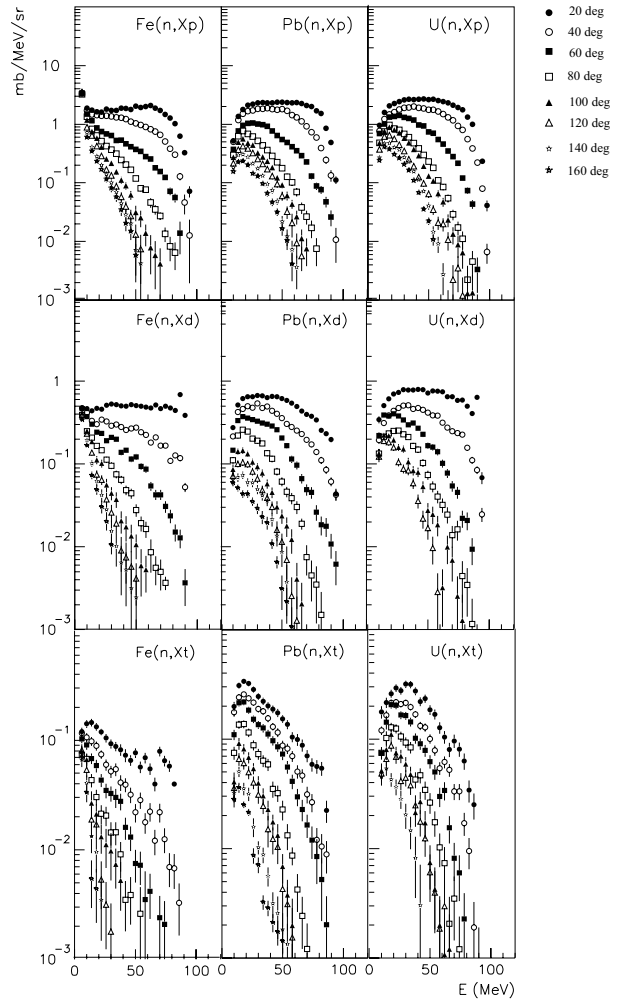 mb/MeV/sr
Fe(n,Xp)
Pb(n,Xp)
U(n,Xp)
20 deg
40 deg
60 deg
80 deg
100 deg
120 deg
140 deg
160 deg
10
1
10⁻¹
10⁻²
10⁻³
Fe(n,Xd)
Pb(n,Xd)
U(n,Xd)
1
10⁻¹
10⁻²
10⁻³
Fe(n,Xt)
Pb(n,Xt)
U(n,Xt)
10⁻¹
10⁻²
10⁻³
0 50 100
0 50 100
0 50 100
E (MeV)